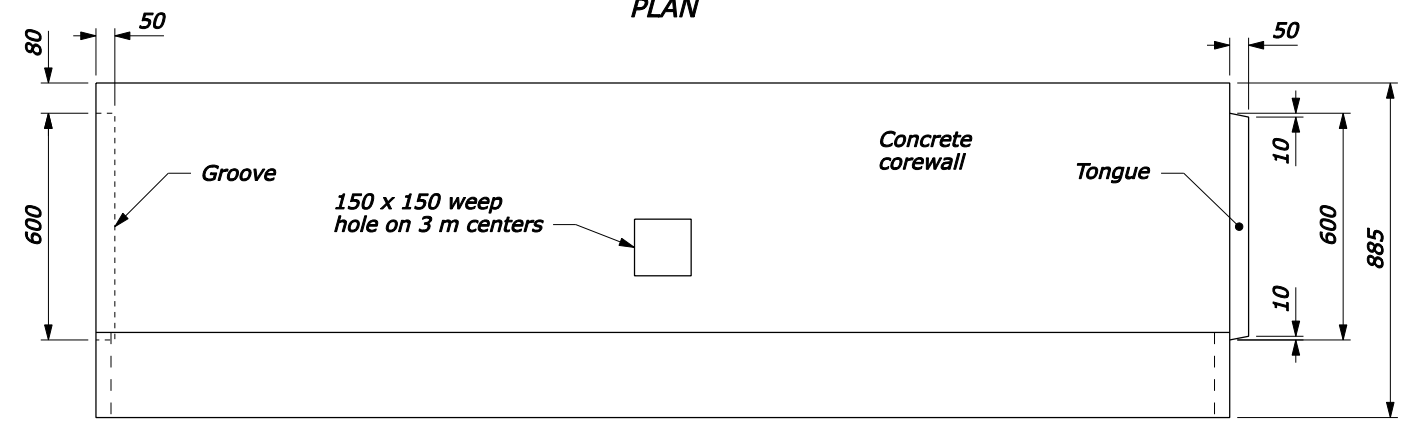 PLAN
50
50
80
Concrete
corewall
10
Groove
Tongue
150 x 150 weep
hole on 3 m centers
600
600
885
10